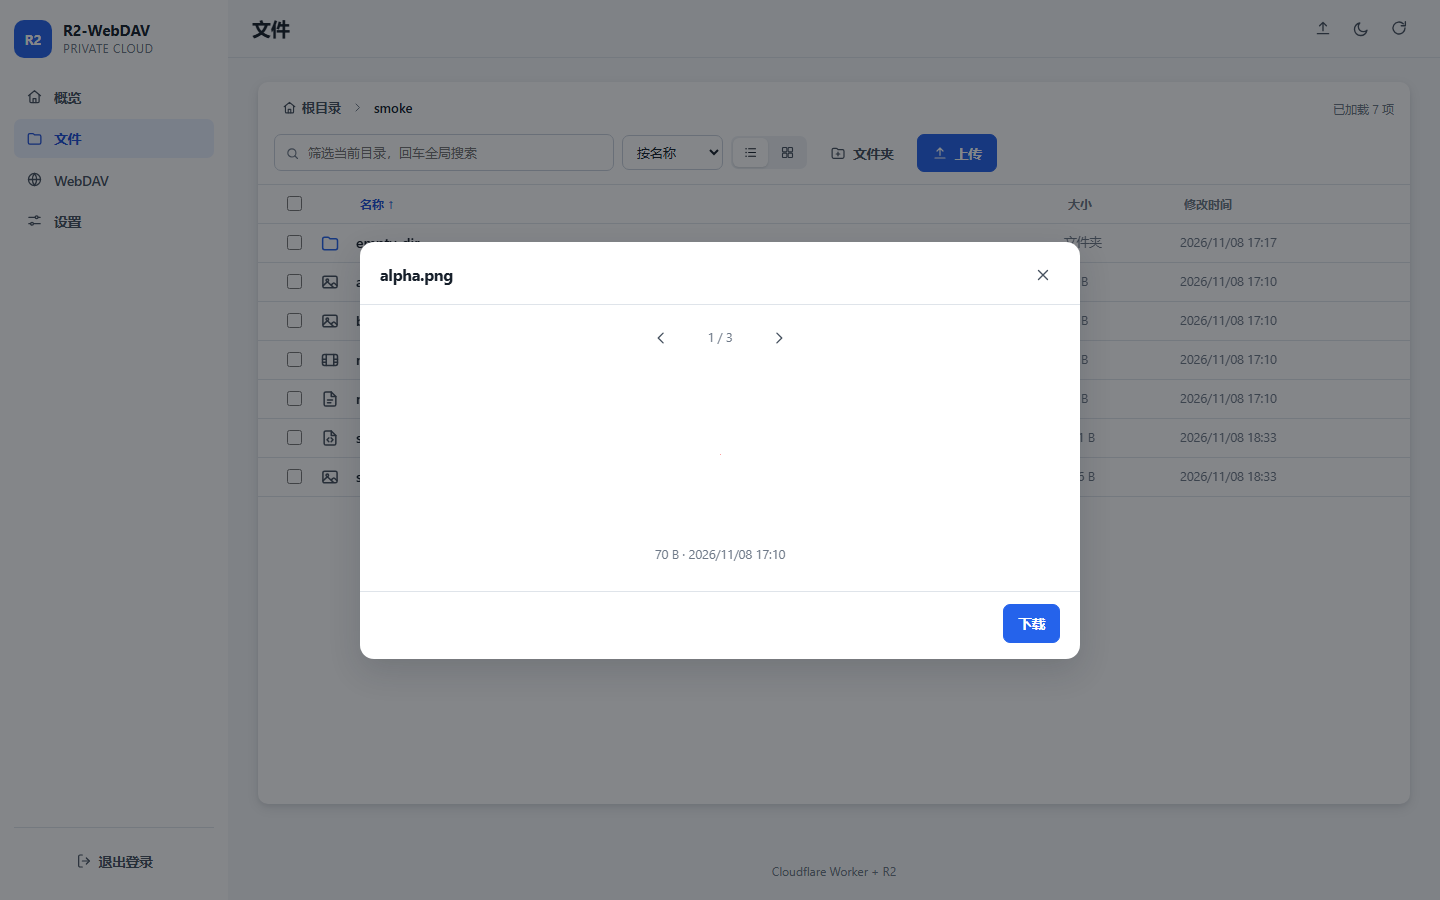 R2
R2-WebDAV
PRIVATE CLOUD
概览
文件
WebDAV
设置
退出登录
文件
根目录 > smoke
已加载 7 项
筛选当前目录，回车全局搜索
按名称
文件夹
上传
名称 ↑ 大小 修改时间
文件夹 2026/11/08 17:17
B 2026/11/08 17:10
B 2026/11/08 17:10
B 2026/11/08 17:10
B 2026/11/08 17:10
1 B 2026/11/08 18:33
B 2026/11/08 18:33
alpha.png
1 / 3
70 B · 2026/11/08 17:10
下载
Cloudflare Worker + R2